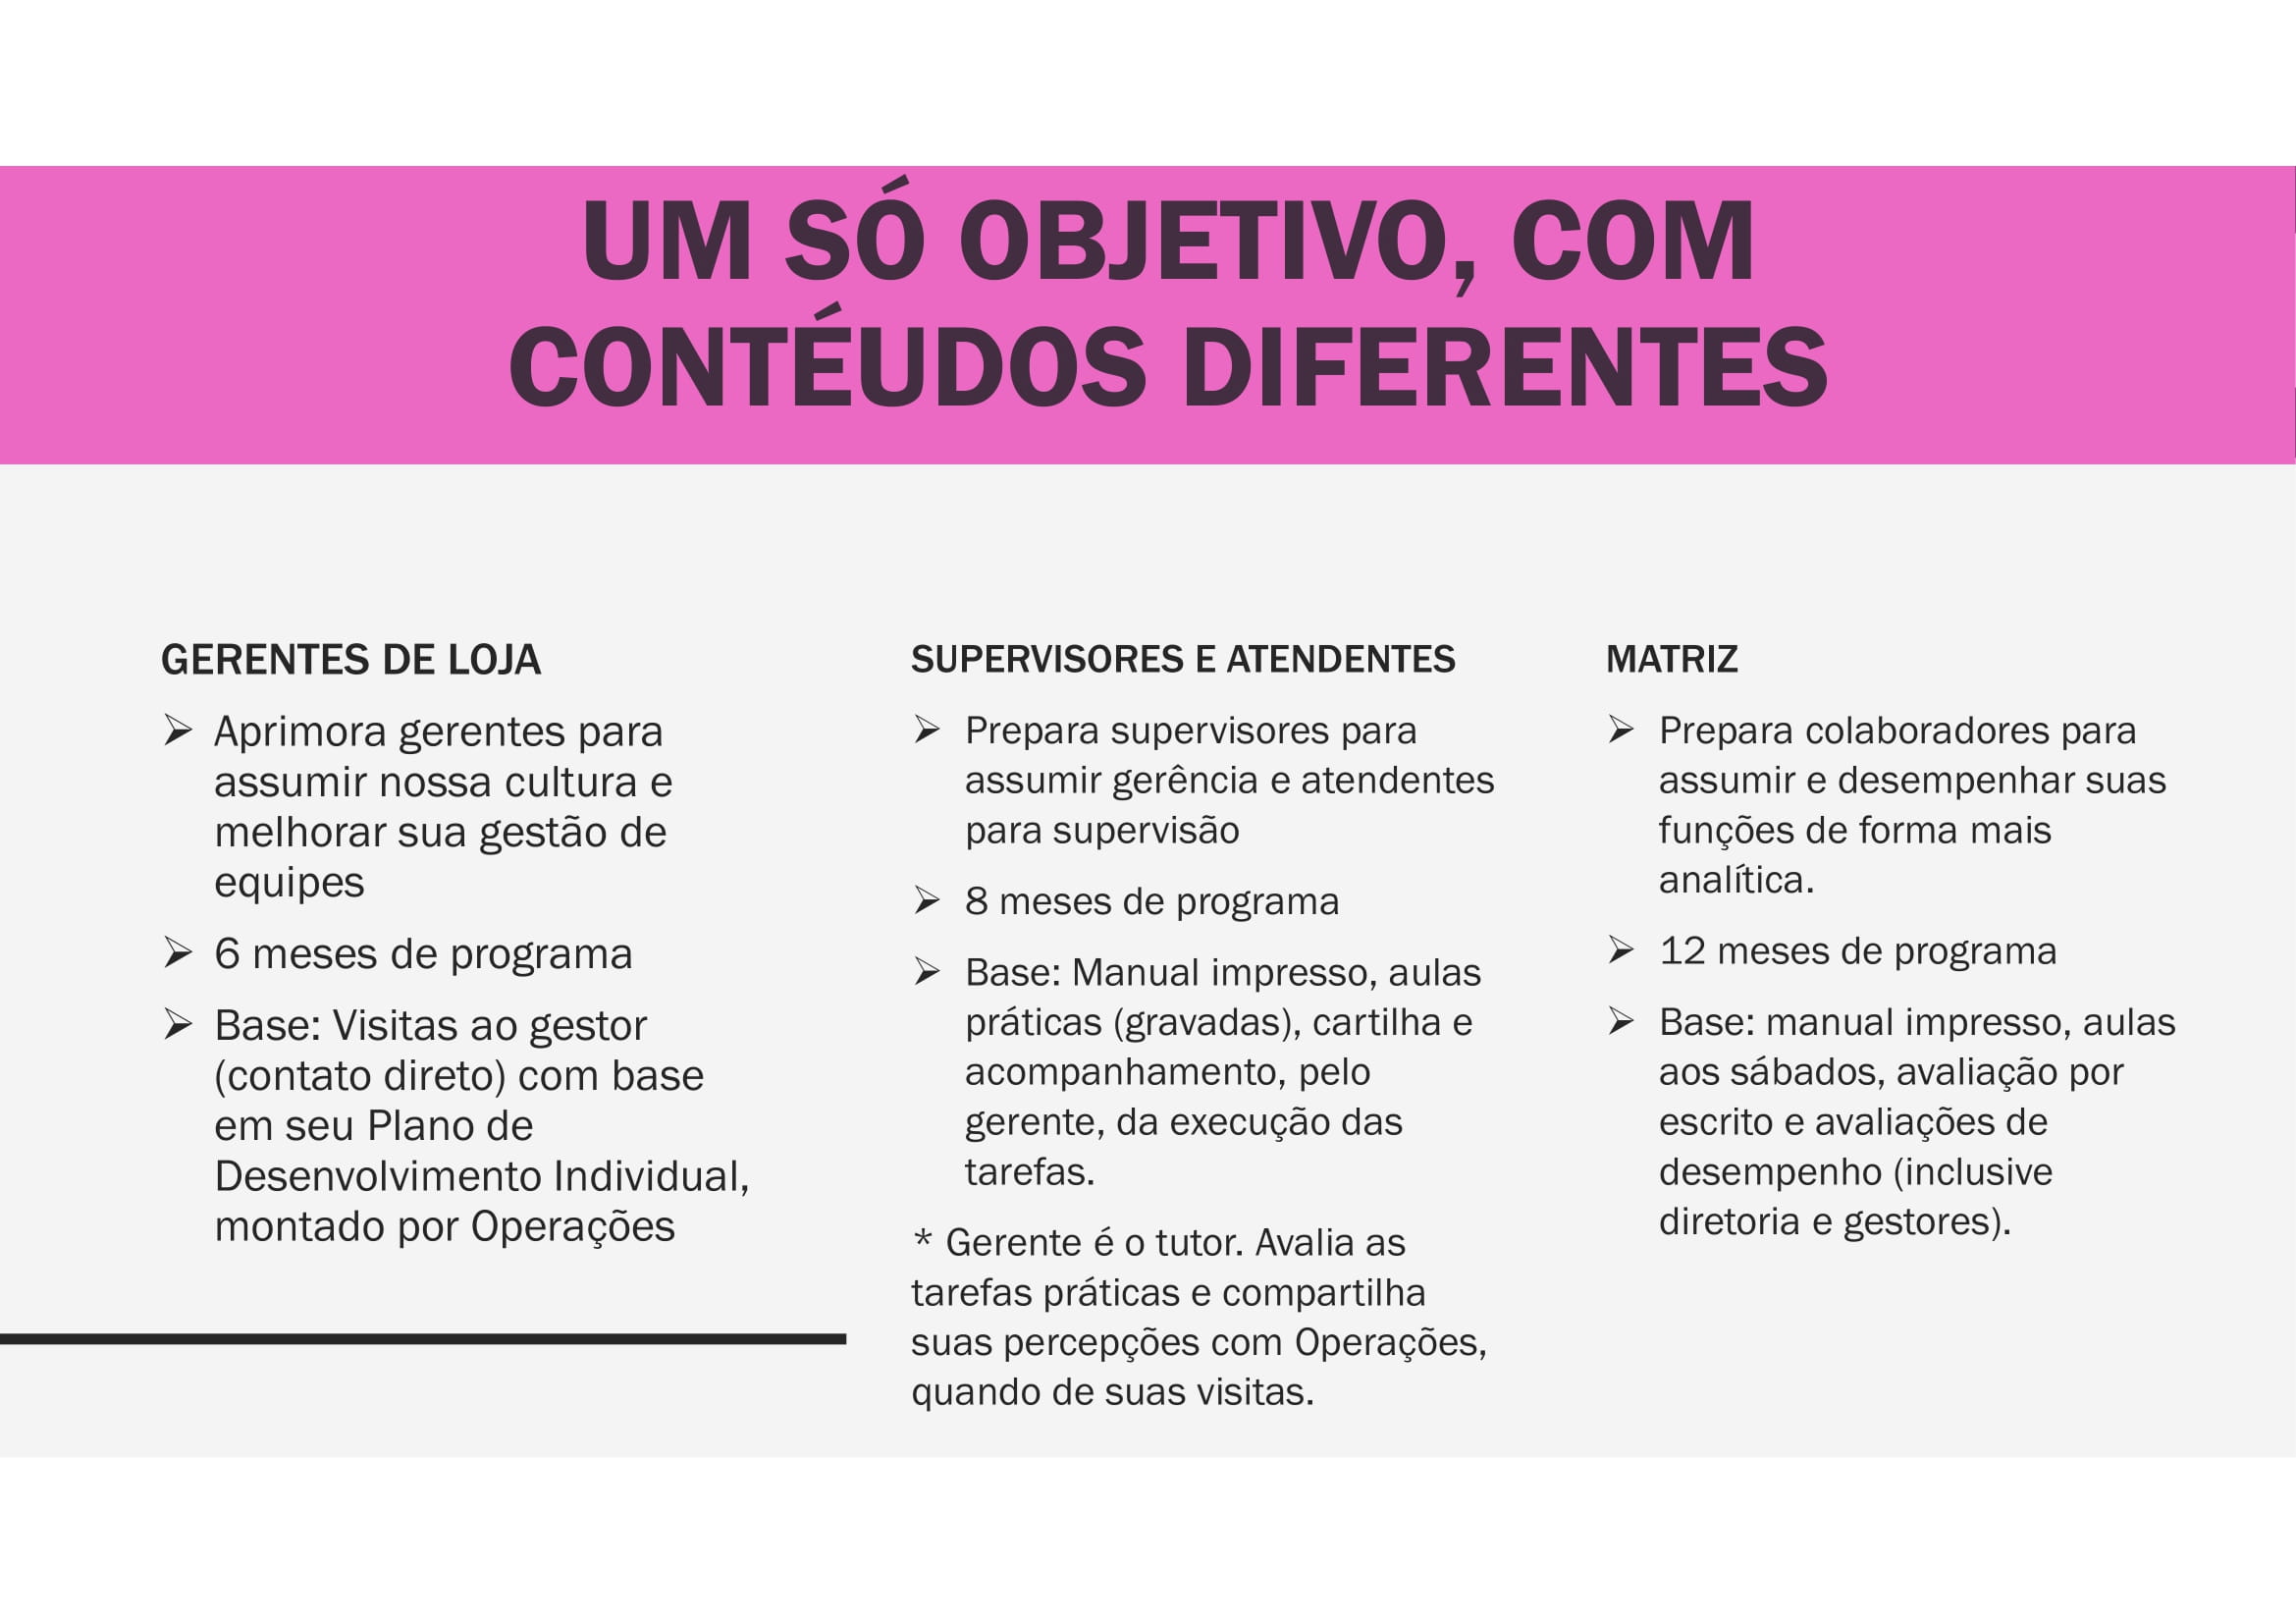 UM SÓ OBJETIVO, COM
CONTÉUDOS DIFERENTES
GERENTES DE LOJA
➢ Aprimora gerentes para
assumir nossa cultura e
melhorar sua gestão de
equipes
➢ 6 meses de programa
➢ Base: Visitas ao gestor
(contato direto) com base
em seu Plano de
Desenvolvimento Individual,
montado por Operações
SUPERVISORES E ATENDENTES
➢ Prepara supervisores para
assumir gerência e atendentes
para supervisão
➢ 8 meses de programa
➢ Base: Manual impresso, aulas
práticas (gravadas), cartilha e
acompanhamento, pelo
gerente, da execução das
tarefas.
* Gerente é o tutor. Avalia as
tarefas práticas e compartilha
suas percepções com Operações,
quando de suas visitas.
MATRIZ
➢ Prepara colaboradores para
assumir e desempenhar suas
funções de forma mais
analítica.
➢ 12 meses de programa
➢ Base: manual impresso, aulas
aos sábados, avaliação por
escrito e avaliações de
desempenho (inclusive
diretoria e gestores).